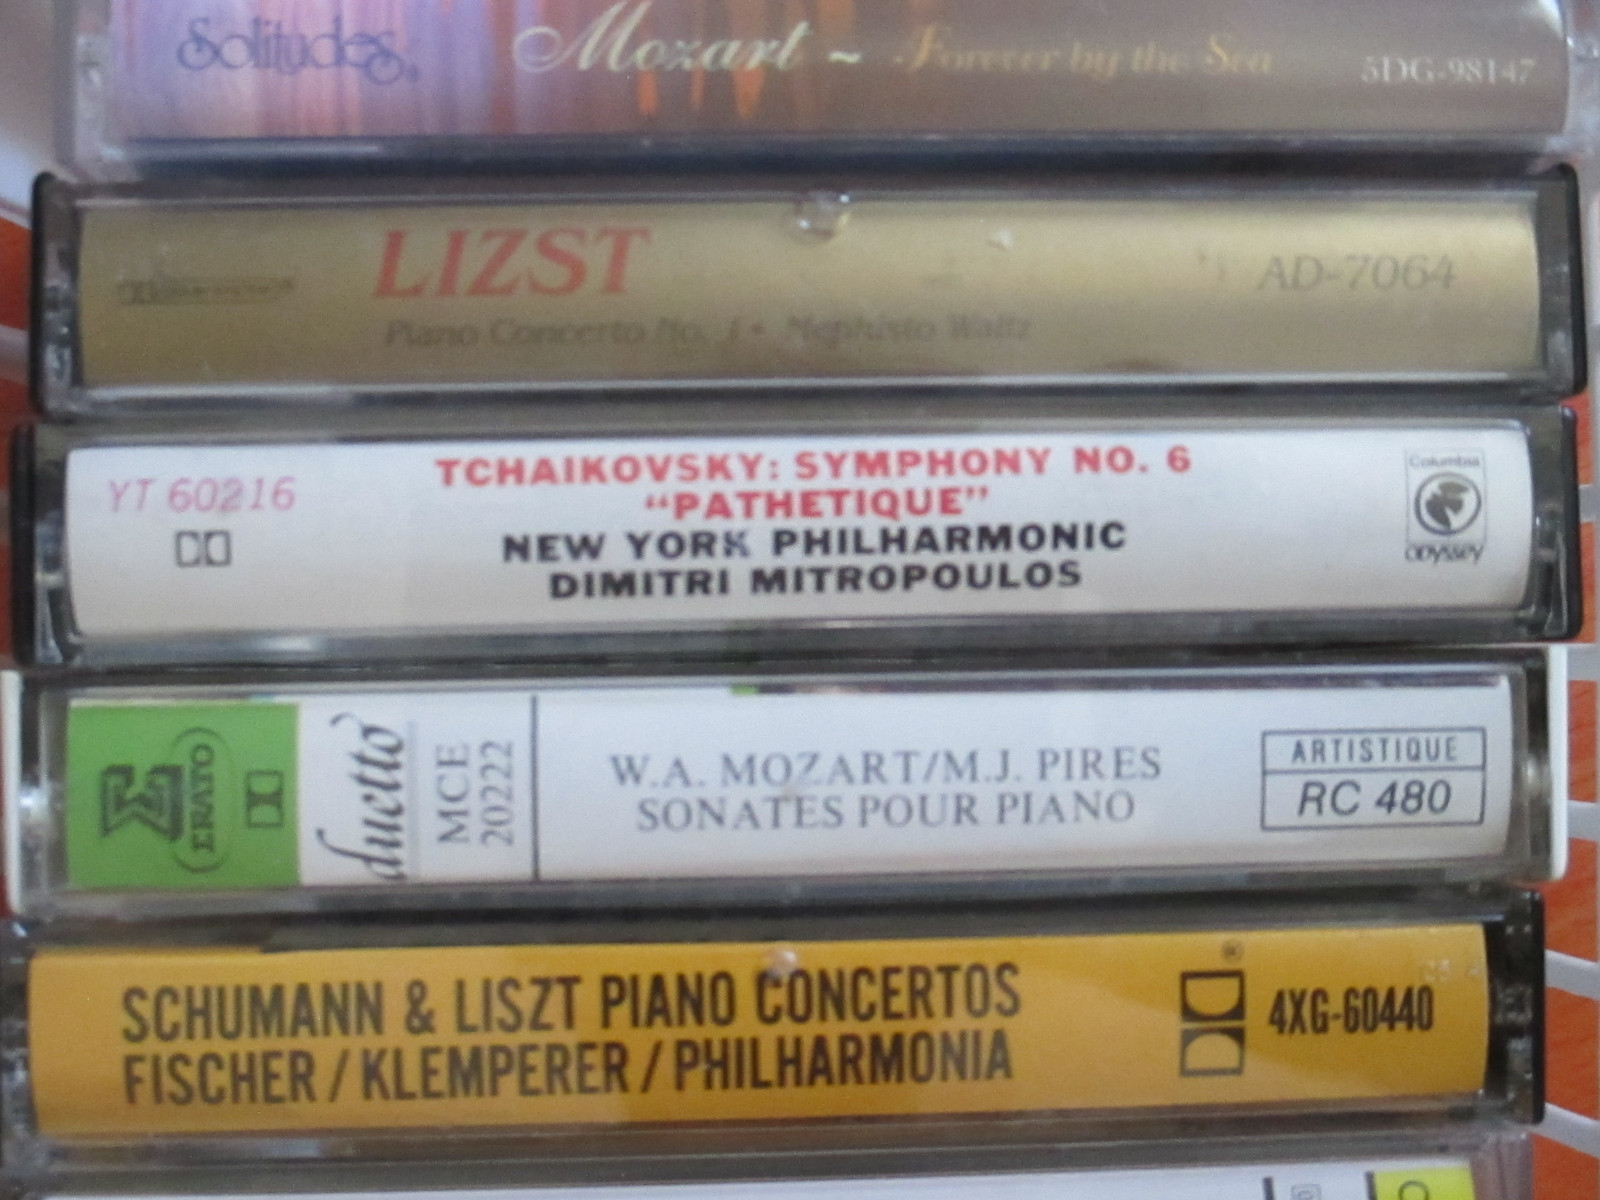 Solitudes® Mozart ~ Forever by the Sea 5DG-98147
LIZST AD-7064
Piano Concerto No. 1 • Mephisto Waltz
YT 60216
TCHAIKOVSKY: SYMPHONY NO. 6
"PATHETIQUE"
NEW YORK PHILHARMONIC
DIMITRI MITROPOULOS
Columbia
odyssey
ERATO
duetto
MCE
20222
W.A. MOZART/M.J. PIRES
SONATES POUR PIANO
ARTISTIQUE
RC 480
SCHUMANN & LISZT PIANO CONCERTOS
FISCHER / KLEMPERER / PHILHARMONIA
® 4XG-60440